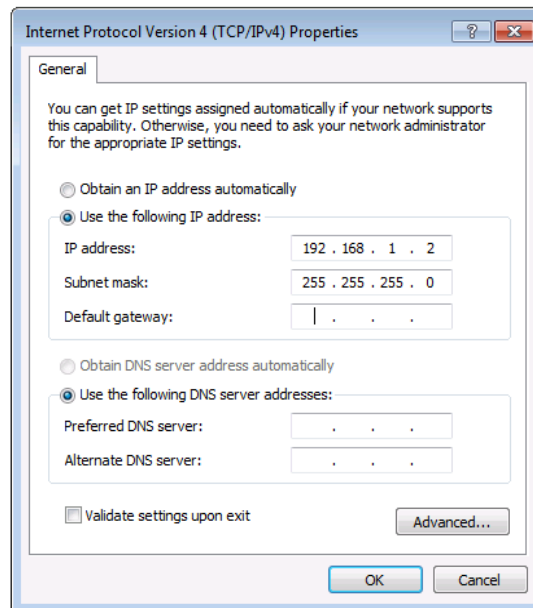 Internet Protocol Version 4 (TCP/IPv4) Properties
General
You can get IP settings assigned automatically if your network supports
this capability. Otherwise, you need to ask your network administrator
for the appropriate IP settings.
Obtain an IP address automatically
Use the following IP address:
IP address: 192 . 168 . 1 . 2
Subnet mask: 255 . 255 . 255 . 0
Default gateway: . . .
Obtain DNS server address automatically
Use the following DNS server addresses:
Preferred DNS server: . . .
Alternate DNS server: . . .
Validate settings upon exit
Advanced...
OK Cancel